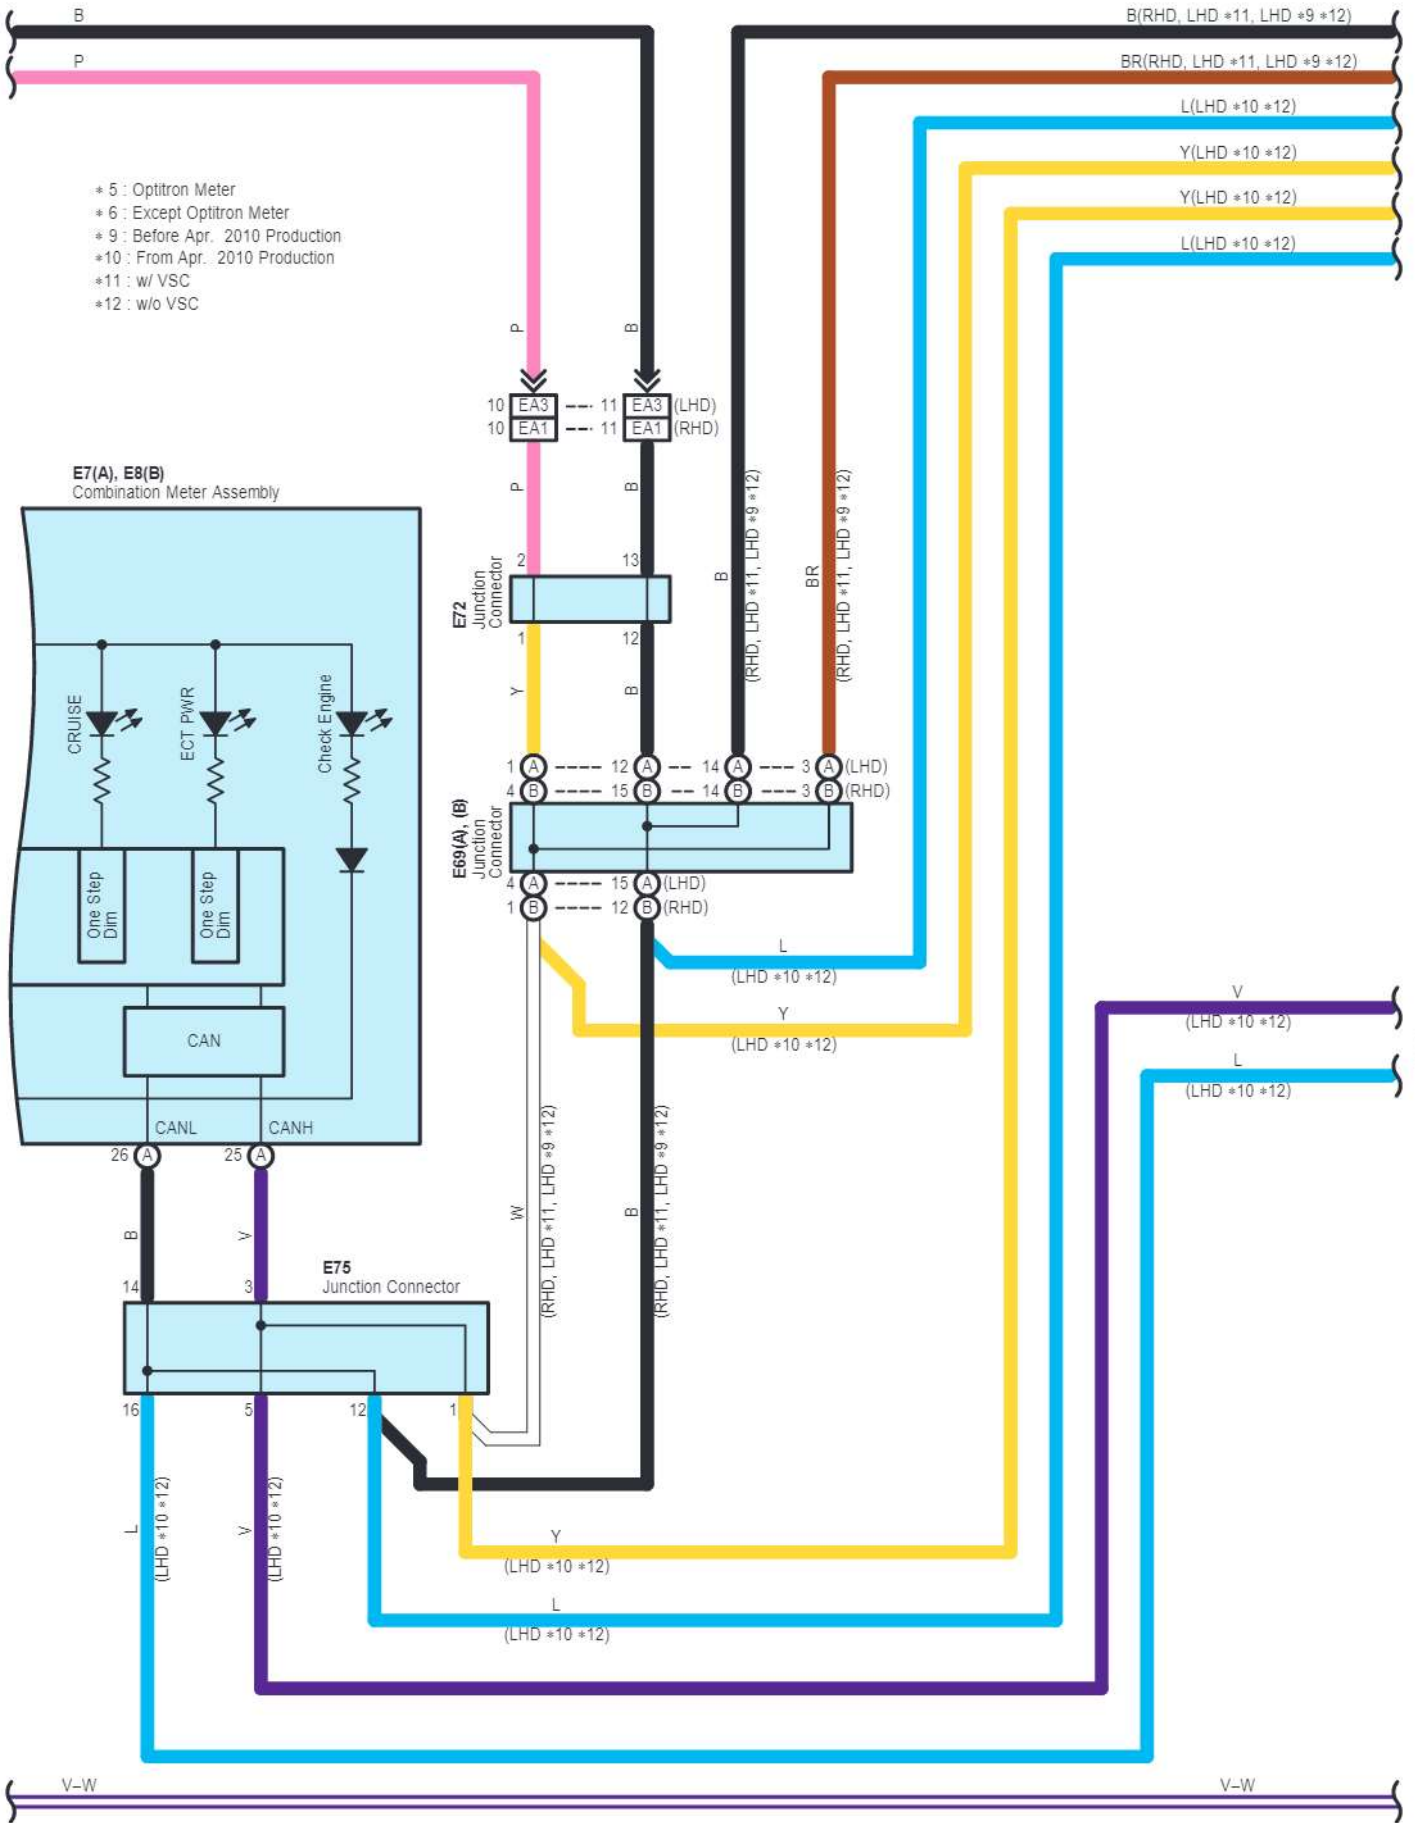 B
B(RHD, LHD *11, LHD *9 *12)
P
BR(RHD, LHD *11, LHD *9 *12)
L(LHD *10 *12)
Y(LHD *10 *12)
Y(LHD *10 *12)
L(LHD *10 *12)
* 5 : Optitron Meter
* 6 : Except Optitron Meter
* 9 : Before Apr. 2010 Production
*10 : From Apr. 2010 Production
*11 : w/ VSC
*12 : w/o VSC
P
B
10 EA3 11 EA3 (LHD)
10 EA1 11 EA1 (RHD)
E7(A), E8(B)
Combination Meter Assembly
P
B
B
(RHD, LHD *11, LHD *9 *12)
BR
(RHD, LHD *11, LHD *9 *12)
2
13
E72
Junction
Connector
1
12
Y
B
CRUISE
ECT PWR
Check Engine
1 A 12 A 14 A 3 A (LHD)
4 B 15 B 14 B 3 B (RHD)
E69(A), (B)
Junction
Connector
4 A 15 A (LHD)
1 B 12 B (RHD)
One Step
Dim
One Step
Dim
L
(LHD *10 *12)
Y
(LHD *10 *12)
V
(LHD *10 *12)
L
(LHD *10 *12)
CAN
CANL
CANH
26 A
25 A
W
(RHD, LHD *11, LHD *9 *12)
B
(RHD, LHD *11, LHD *9 *12)
B
V
E75
Junction Connector
14
3
16
5
12
1
L
(LHD *10 *12)
V
(LHD *10 *12)
Y
(LHD *10 *12)
L
(LHD *10 *12)
V–W
V–W